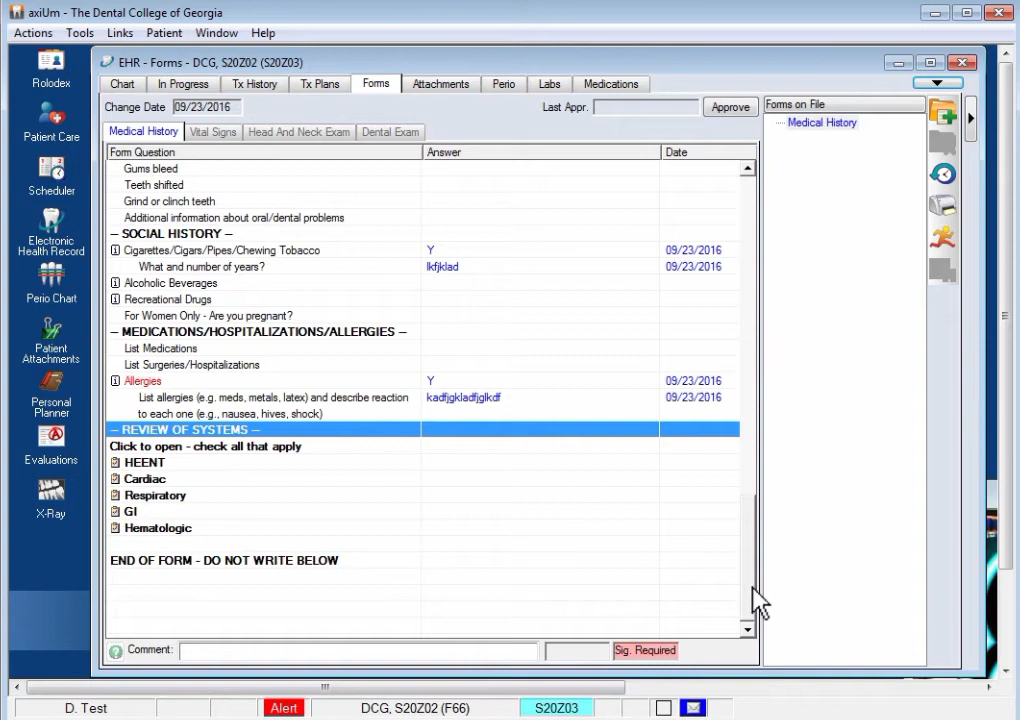 axiUm - The Dental College of Georgia
Actions Tools Links Patient Window Help
Rolodex
Patient Care
Scheduler
Electronic
Health Record
Perio Chart
Patient
Attachments
Personal
Planner
Evaluations
X-Ray
EHR - Forms - DCG, S20Z02 (S20Z03)
Chart In Progress Tx History Tx Plans Forms Attachments Perio Labs Medications
Change Date 09/23/2016 Last Appr. Approve
Medical History Vital Signs Head And Neck Exam Dental Exam
Form Question Answer Date
Gums bleed
Teeth shifted
Grind or clinch teeth
Additional information about oral/dental problems
-- SOCIAL HISTORY --
Cigarettes/Cigars/Pipes/Chewing Tobacco Y 09/23/2016
What and number of years? lkfjklad 09/23/2016
Alcoholic Beverages
Recreational Drugs
For Women Only - Are you pregnant?
-- MEDICATIONS/HOSPITALIZATIONS/ALLERGIES --
List Medications
List Surgeries/Hospitalizations
Allergies Y 09/23/2016
List allergies (e.g. meds, metals, latex) and describe reaction kadfjgkladfjglkdf 09/23/2016
to each one (e.g., nausea, hives, shock)
-- REVIEW OF SYSTEMS --
Click to open - check all that apply
HEENT
Cardiac
Respiratory
GI
Hematologic
END OF FORM - DO NOT WRITE BELOW
Comment: Sig. Required
Forms on File
Medical History
D. Test Alert DCG, S20Z02 (F66) S20Z03